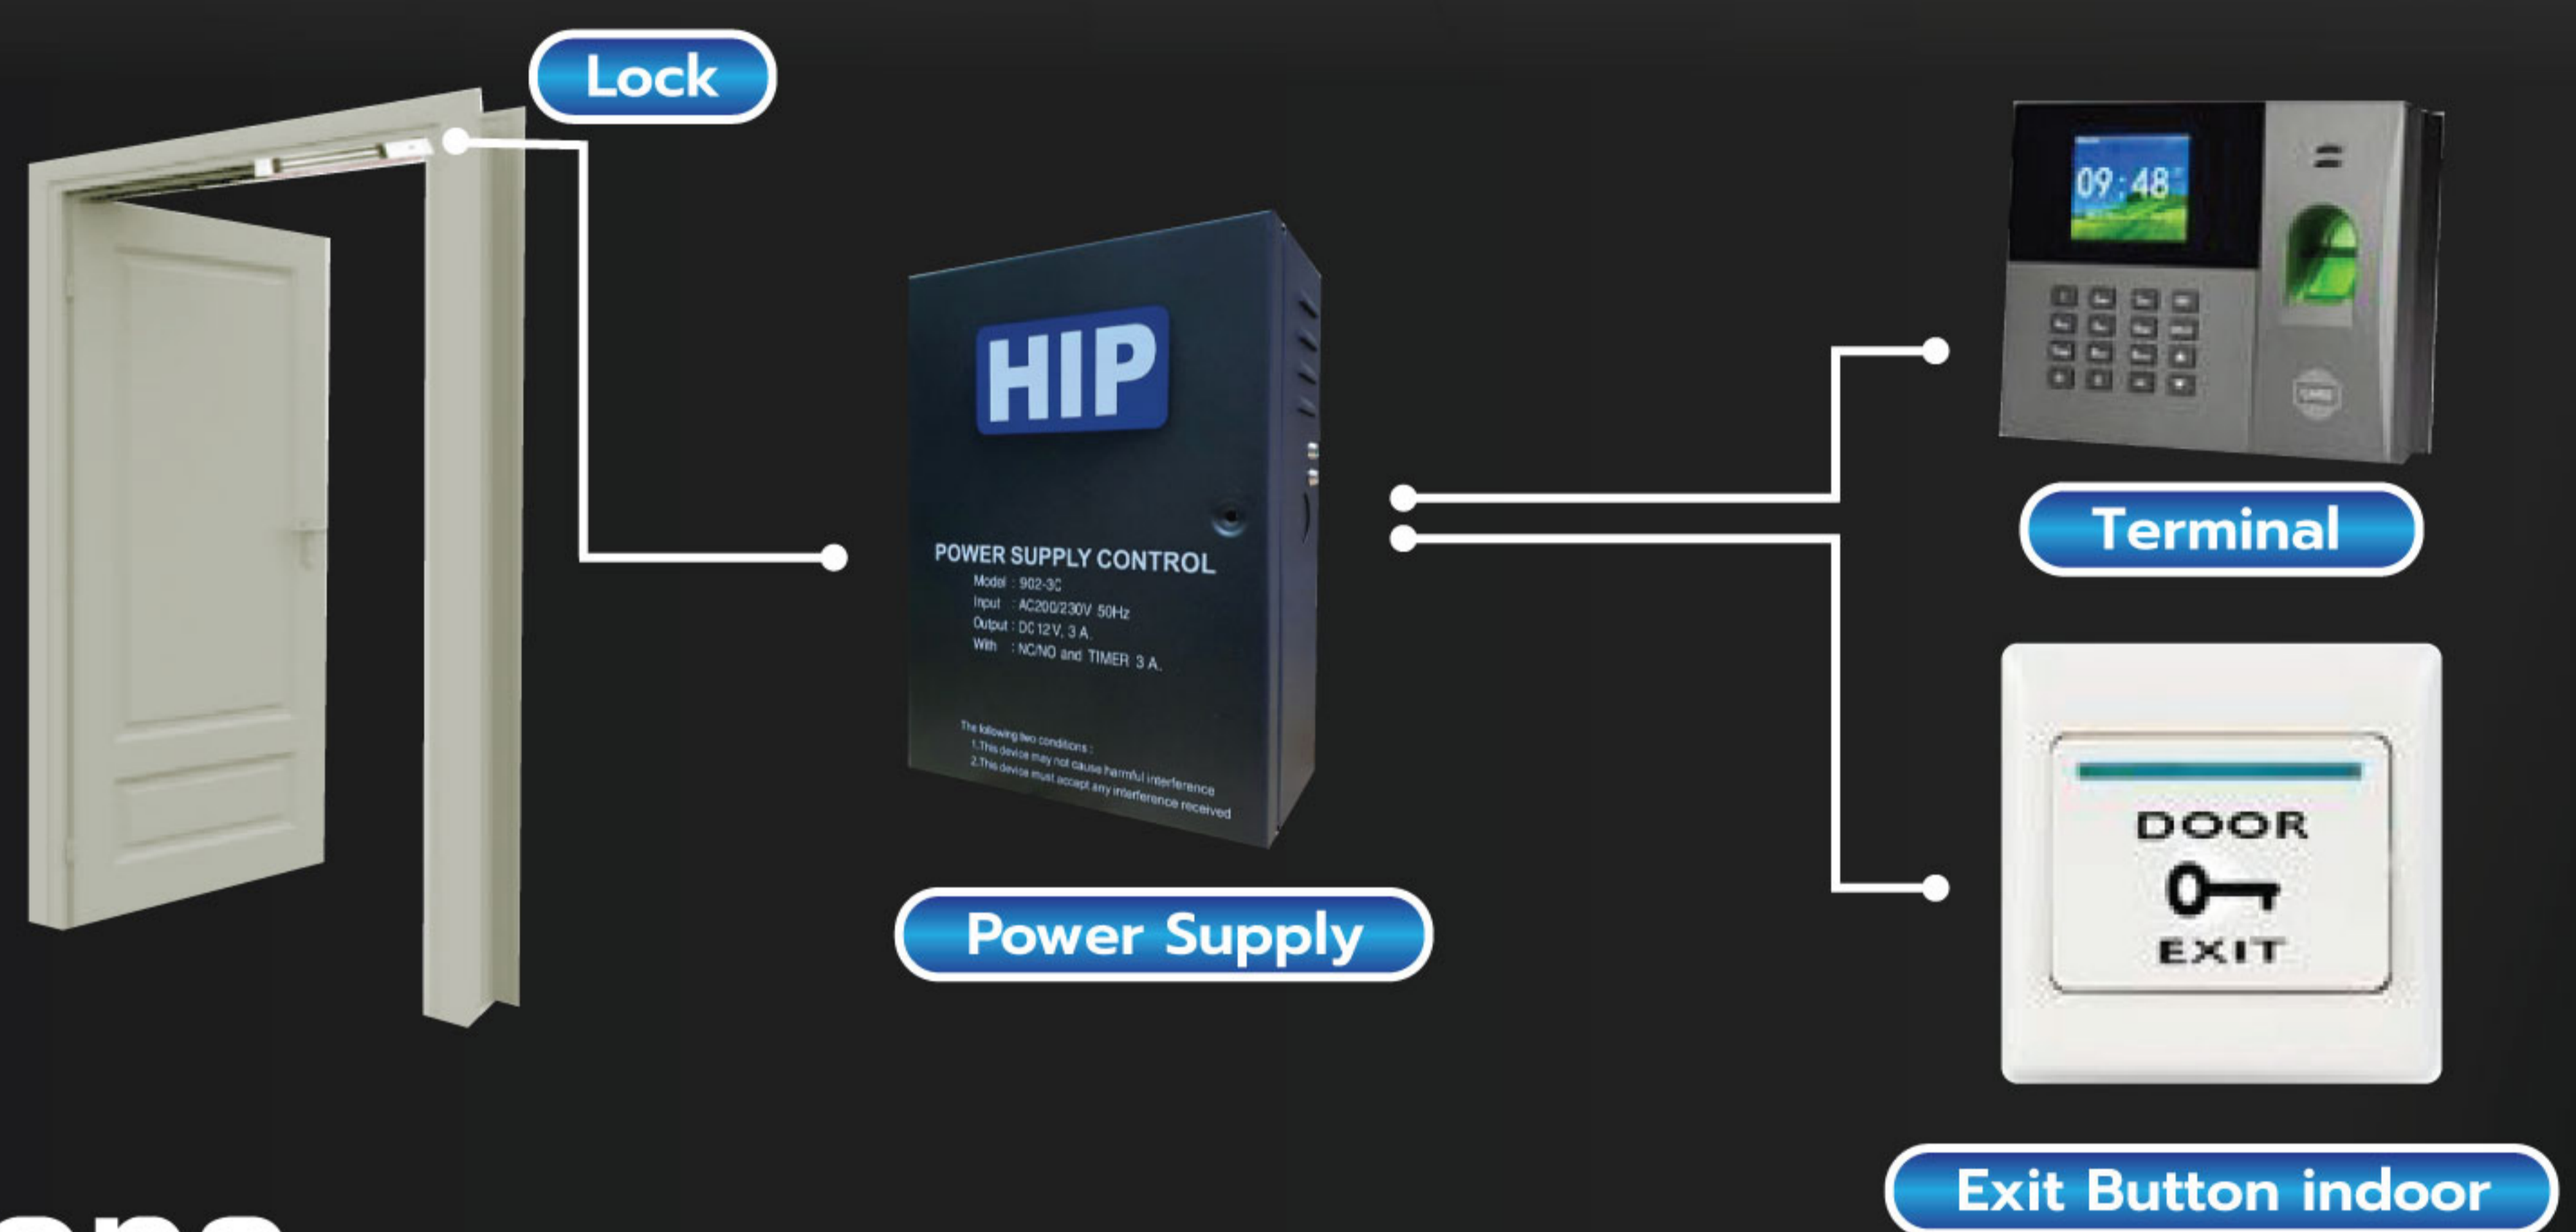 Lock
09:48
HIP
POWER SUPPLY CONTROL
Model : 902-3C
Input : AC200/230V 50Hz
Output : DC12V, 3 A.
With : NC/NO and TIMER 3 A.
The following two conditions :
1.This device may not cause harmful interference
2.This device must accept any interference received
Power Supply
Terminal
DOOR
EXIT
Exit Button indoor